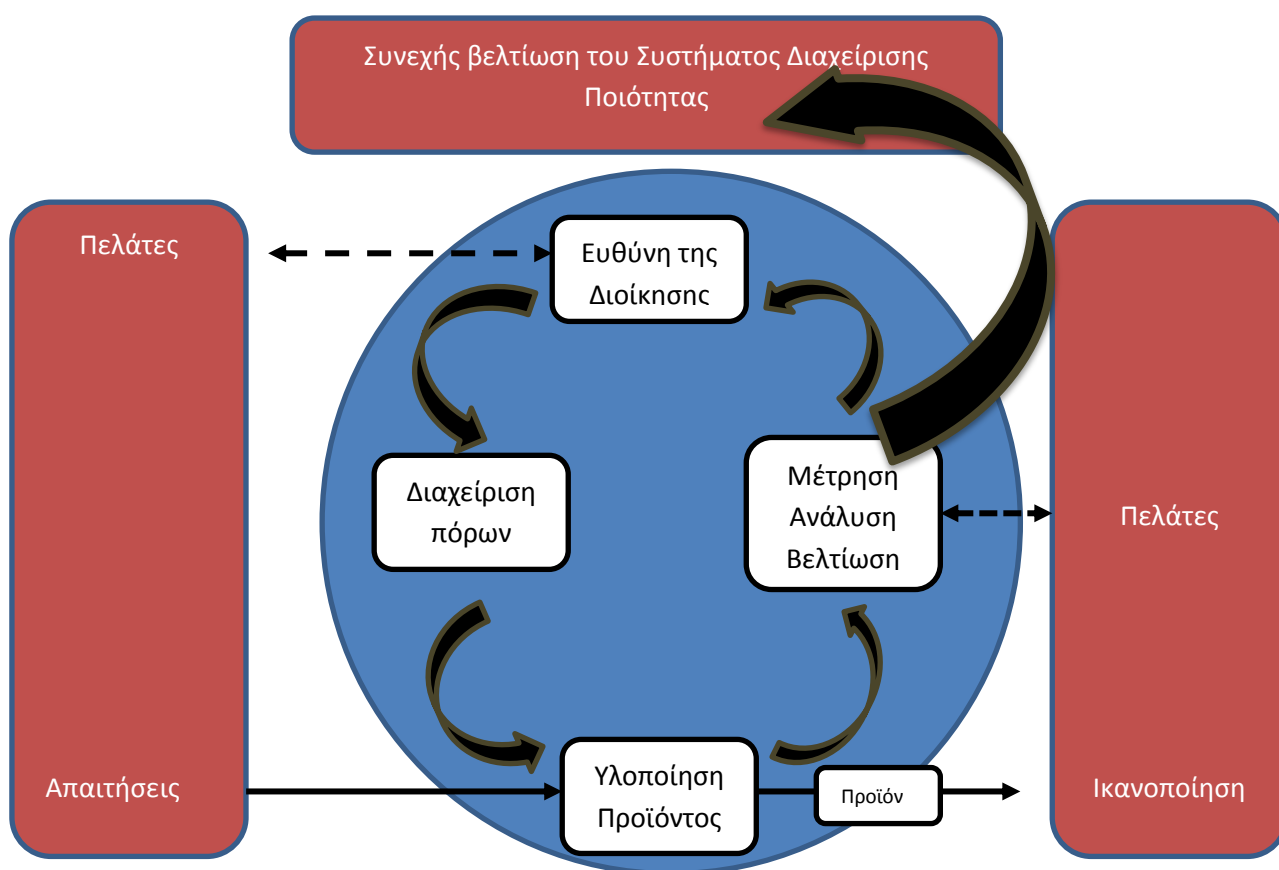 Συνεχής βελτίωση του Συστήματος Διαχείρισης
Ποιότητας
Πελάτες
Ευθύνη της
Διοίκησης
Διαχείριση
πόρων
Μέτρηση
Ανάλυση
Βελτίωση
Πελάτες
Απαιτήσεις
Υλοποίηση
Προϊόντος
Προϊόν
Ικανοποίηση